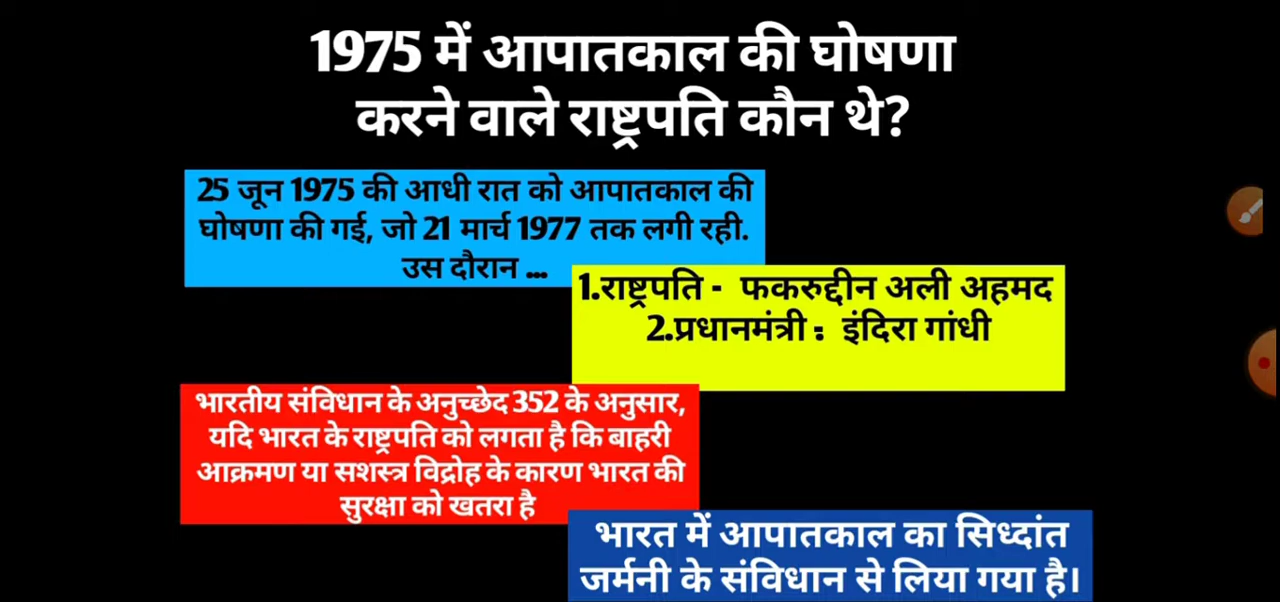 1975 में आपातकाल की घोषणा
करने वाले राष्ट्रपति कौन थे?
25 जून 1975 की आधी रात को आपातकाल की
घोषणा की गई, जो 21 मार्च 1977 तक लगी रही.
उस दौरान ...
1.राष्ट्रपति - फकरुद्दीन अली अहमद
2.प्रधानमंत्री : इंदिरा गांधी
भारतीय संविधान के अनुच्छेद 352 के अनुसार,
यदि भारत के राष्ट्रपति को लगता है कि बाहरी
आक्रमण या सशस्त्र विद्रोह के कारण भारत की
सुरक्षा को खतरा है
भारत में आपातकाल का सिध्दांत
जर्मनी के संविधान से लिया गया है।